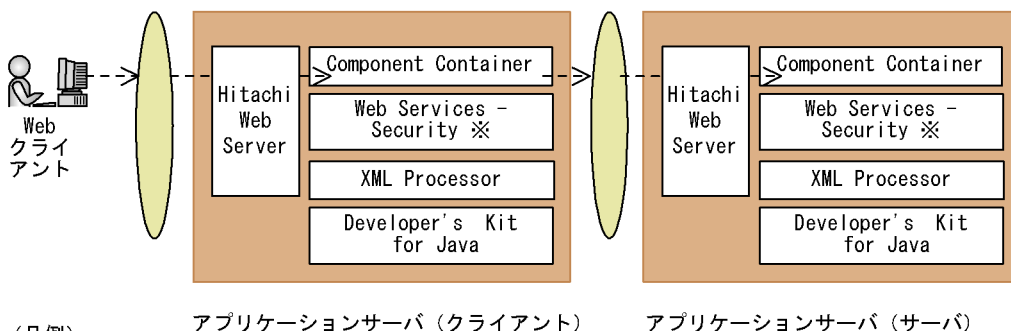 Web
クライ
アント
Hitachi
Web
Server
Component Container
Web Services -
Security ※
XML Processor
Developer's Kit
for Java
Hitachi
Web
Server
Component Container
Web Services -
Security ※
XML Processor
Developer's Kit
for Java
アプリケーションサーバ（クライアント）
アプリケーションサーバ（サーバ）